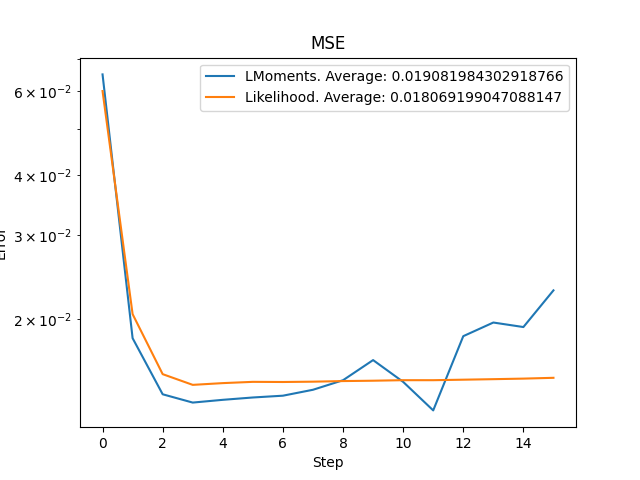 MSE
LMoments. Average: 0.019081984302918766
Likelihood. Average: 0.018069199047088147
6 × 10⁻²
4 × 10⁻²
3 × 10⁻²
2 × 10⁻²
Error
0 2 4 6 8 10 12 14
Step